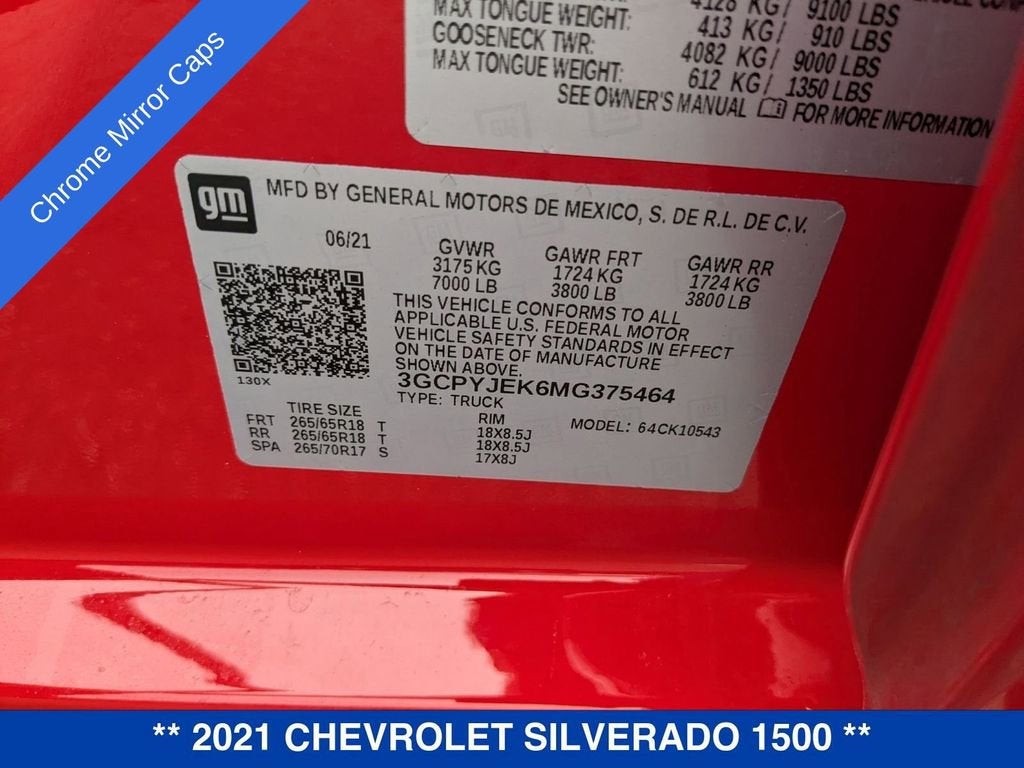 Chrome Mirror Caps
4128 KG/ 9100 LBS
MAX TONGUE WEIGHT: 413 KG/ 910 LBS
GOOSENECK TWR: 4082 KG/ 9000 LBS
MAX TONGUE WEIGHT: 612 KG/ 1350 LBS
SEE OWNER'S MANUAL FOR MORE INFORMATION
gm MFD BY GENERAL MOTORS DE MEXICO, S. DE R.L. DE C.V.
06/21 GVWR GAWR FRT GAWR RR
3175 KG 1724 KG 1724 KG
7000 LB 3800 LB 3800 LB
THIS VEHICLE CONFORMS TO ALL
APPLICABLE U.S. FEDERAL MOTOR
VEHICLE SAFETY STANDARDS IN EFFECT
ON THE DATE OF MANUFACTURE
SHOWN ABOVE.
130X 3GCPYJEK6MG375464
TYPE: TRUCK
TIRE SIZE RIM MODEL: 64CK10543
FRT 265/65R18 T 18X8.5J
RR 265/65R18 T 18X8.5J
SPA 265/70R17 S 17X8J
** 2021 CHEVROLET SILVERADO 1500 **